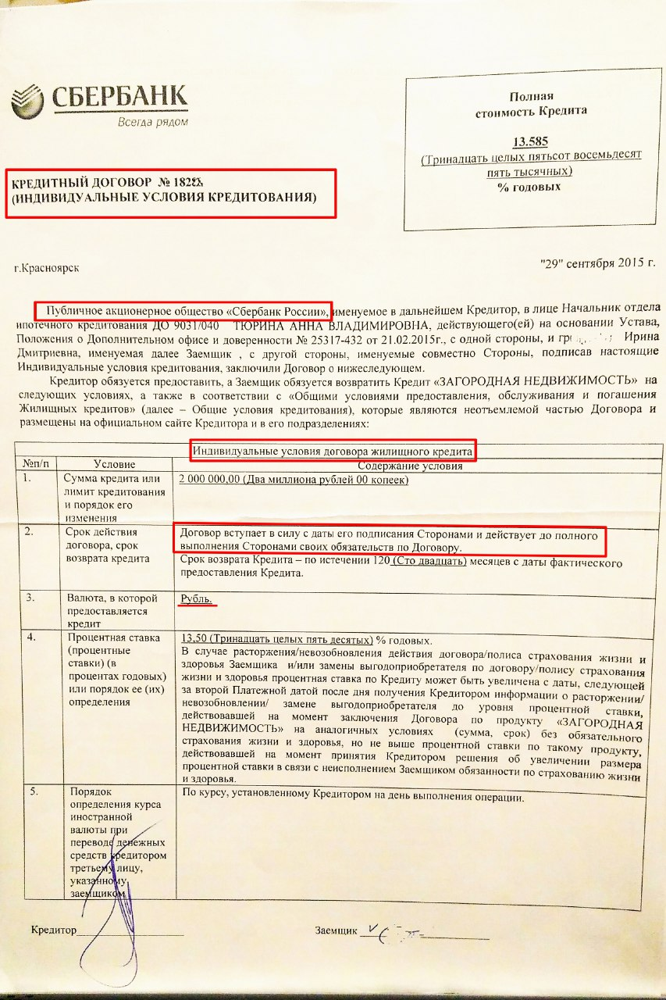 СБЕРБАНК
Всегда рядом
Полная
стоимость Кредита
13.585
(Тринадцать целых пятьсот восемьдесят
пять тысячных)
% годовых
КРЕДИТНЫЙ ДОГОВОР №
(ИНДИВИДУАЛЬНЫЕ УСЛОВИЯ КРЕДИТОВАНИЯ)
г.Красноярск
"29" сентября 2015 г.
Публичное акционерное общество «Сбербанк России», именуемое в дальнейшем Кредитор, в лице Начальник отдела
ипотечного кредитования ДО 9031/040 ТЮРИНА АННА ВЛАДИМИРОВНА, действующего(ей) на основании Устава,
Положения о Дополнительном офисе и доверенности № 25317-432 от 21.02.2015г., с одной стороны, и Ирина
Дмитриевна, именуемая далее Заемщик , с другой стороны, именуемые совместно Стороны, подписав настоящие
Индивидуальные условия кредитования, заключили Договор о нижеследующем.
Кредитор обязуется предоставить, а Заемщик обязуется возвратить Кредит «ЗАГОРОДНАЯ НЕДВИЖИМОСТЬ» на
следующих условиях, а также в соответствии с «Общими условиями предоставления, обслуживания и погашения
Жилищных кредитов» (далее – Общие условия кредитования), которые являются неотъемлемой частью Договора и
размещены на официальном сайте Кредитора и в его подразделениях:
Индивидуальные условия договора жилищного кредита
№п/п Условие Содержание условия
1. Сумма кредита или
лимит кредитования
и порядок его
изменения
2 000 000,00 (Два миллиона рублей 00 копеек)
2. Срок действия
договора, срок
возврата кредита
Договор вступает в силу с даты его подписания Сторонами и действует до полного
выполнения Сторонами своих обязательств по Договору.
Срок возврата Кредита – по истечении 120 (Сто двадцать) месяцев с даты фактического
предоставления Кредита.
3. Валюта, в которой
предоставляется
кредит
Рубль.
4. Процентная ставка
(процентные
ставки) (в
процентах годовых)
или порядок ее (их)
определения
13,50 (Тринадцать целых пять десятых) % годовых.
В случае расторжения/невозобновления действия договора/полиса страхования жизни и
здоровья Заемщика и/или замены выгодоприобретателя по договору/полису страхования
жизни и здоровья процентная ставка по Кредиту может быть увеличена с даты, следующей
за второй Платежной датой после дня получения Кредитором информации о расторжении/
невозобновлении/ замене выгодоприобретателя до уровня процентной ставки,
действовавшей на момент заключения Договора по продукту «ЗАГОРОДНАЯ
НЕДВИЖИМОСТЬ» на аналогичных условиях (сумма, срок) без обязательного
страхования жизни и здоровья, но не выше процентной ставки по такому продукту,
действовавшей на момент принятия Кредитором решения об увеличении размера
процентной ставки в связи с неисполнением Заемщиком обязанности по страхованию жизни
и здоровья.
5. Порядок
определения курса
иностранной
валюты при
переводе денежных
средств кредитором
третьему лицу,
указанному
заемщиком
По курсу, установленному Кредитором на день выполнения операции.
Кредитор
Заемщик